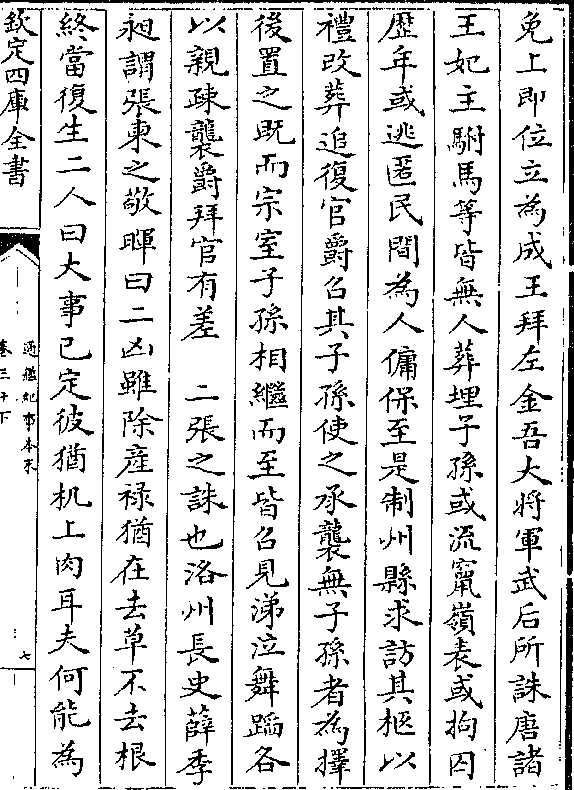 免上即位立為成王拜左金吾大將軍武后所誅唐諸
王妃主駙馬等皆無人葬埋子孫或流竄嶺表或拘囚
歴年或逃匿民間為人傭保至是制州縣求訪其柩以
禮改葬追復官爵召其子孫使之承襲無子孫者為擇
後置之既而宗室子孫相繼而至皆召見涕泣舞蹈各
以親疎襲爵拜官有差　二張之誅也洛州長史薛季
昶謂張柬之敬暉曰二凶雖除産禄猶在去草不去根
終當復生二人曰大事已定彼猶机上肉耳夫何能為
欽定四庫全書
通鑑紀事本末
卷三十下
七